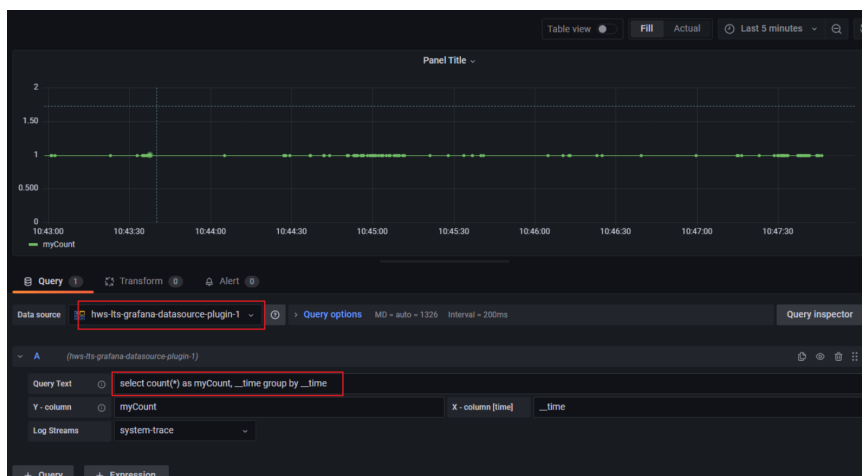 Table view Fill Actual Last 5 minutes
Panel Title
2
1.50
1
0.500
0
10:43:00 10:43:30 10:44:00 10:44:30 10:45:00 10:45:30 10:46:00 10:46:30 10:47:00 10:47:30
myCount
Query 1 Transform 0 Alert 0
Data source hws-lts-grafana-datasource-plugin-1 > Query options MD = auto = 1326 Interval = 200ms Query inspector
A (hws-lts-grafana-datasource-plugin-1)
Query Text select count(*) as myCount, __time group by __time
Y - column myCount X - column [time] __time
Log Streams system-trace
+ Query + Expression